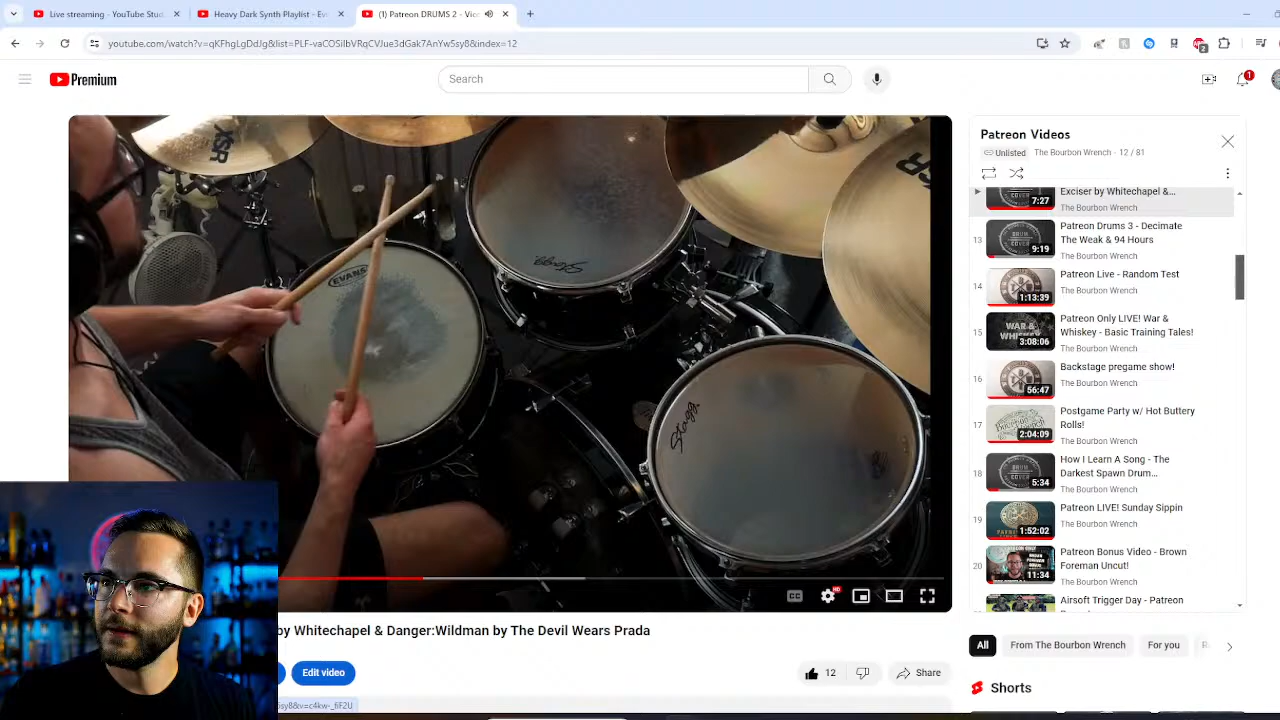 Live streaming - YouTube Stud
Heavy Dark Synth Playlist - Ev
(1) Patreon DRUMS 2 - Vid
youtube.com/watch?v=qKFhgLgDdJg&list=PLF-vaCOSiIbVRqCVJue3dGak7AnYw2sy8&index=12
2
Premium
Search
1
Patreon Videos
Unlisted
The Bourbon Wrench - 12 / 81
Exciser by Whitechapel &...
7:27
The Bourbon Wrench
13
Patreon Drums 3 - Decimate
The Weak & 94 Hours
9:19
The Bourbon Wrench
14
Patreon Live - Random Test
1:13:39
The Bourbon Wrench
15
Patreon Only LIVE! War &
Whiskey - Basic Training Tales!
3:08:06
The Bourbon Wrench
16
Backstage pregame show!
56:47
The Bourbon Wrench
17
Postgame Party w/ Hot Buttery
Rolls!
2:04:09
The Bourbon Wrench
18
How I Learn A Song - The
Darkest Spawn Drum...
5:34
The Bourbon Wrench
19
Patreon LIVE! Sunday Sippin
1:52:02
The Bourbon Wrench
20
Patreon Bonus Video - Brown
Foreman Uncut!
11:34
The Bourbon Wrench
Airsoft Trigger Day - Patreon
EVANS
CC
HD
by Whitechapel & Danger:Wildman by The Devil Wears Prada
Edit video
12
Share
All
From The Bourbon Wrench
For you
Shorts